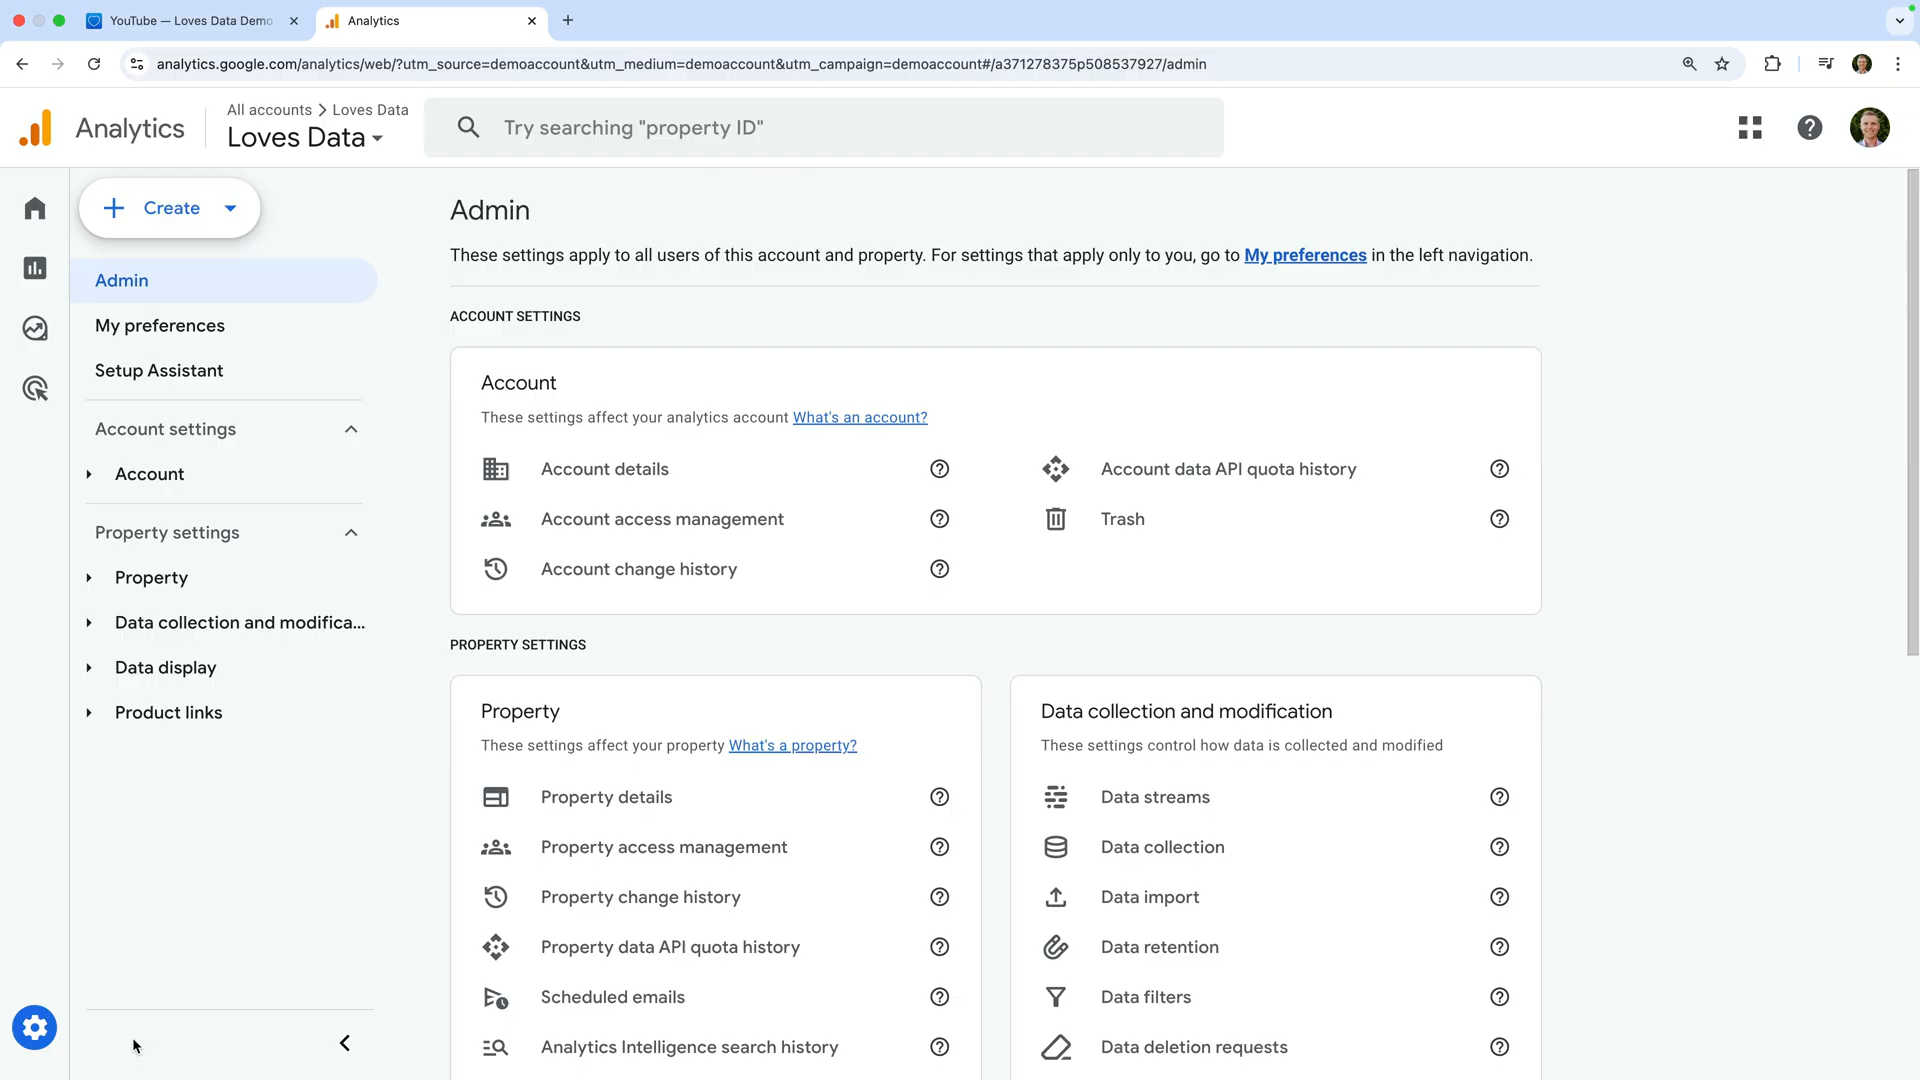 YouTube — Loves Data Demo
Analytics
analytics.google.com/analytics/web/?utm_source=demoaccount&utm_medium=demoaccount&utm_campaign=demoaccount#/a371278375p508537927/admin
Analytics
All accounts > Loves Data
Loves Data
Try searching "property ID"
Create
Admin
My preferences
Setup Assistant
Account settings
Account
Property settings
Property
Data collection and modifica...
Data display
Product links
Admin
These settings apply to all users of this account and property. For settings that apply only to you, go to My preferences in the left navigation.
ACCOUNT SETTINGS
Account
These settings affect your analytics account What's an account?
Account details
Account access management
Account change history
Account data API quota history
Trash
PROPERTY SETTINGS
Property
These settings affect your property What's a property?
Property details
Property access management
Property change history
Property data API quota history
Scheduled emails
Analytics Intelligence search history
Data collection and modification
These settings control how data is collected and modified
Data streams
Data collection
Data import
Data retention
Data filters
Data deletion requests